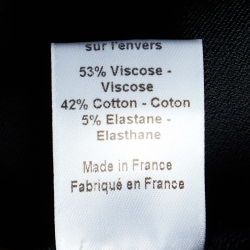 sur l'envers
53% Viscose -
Viscose
42% Cotton - Coton
5% Elastane -
Elasthane
Made in France
Fabriqué en France